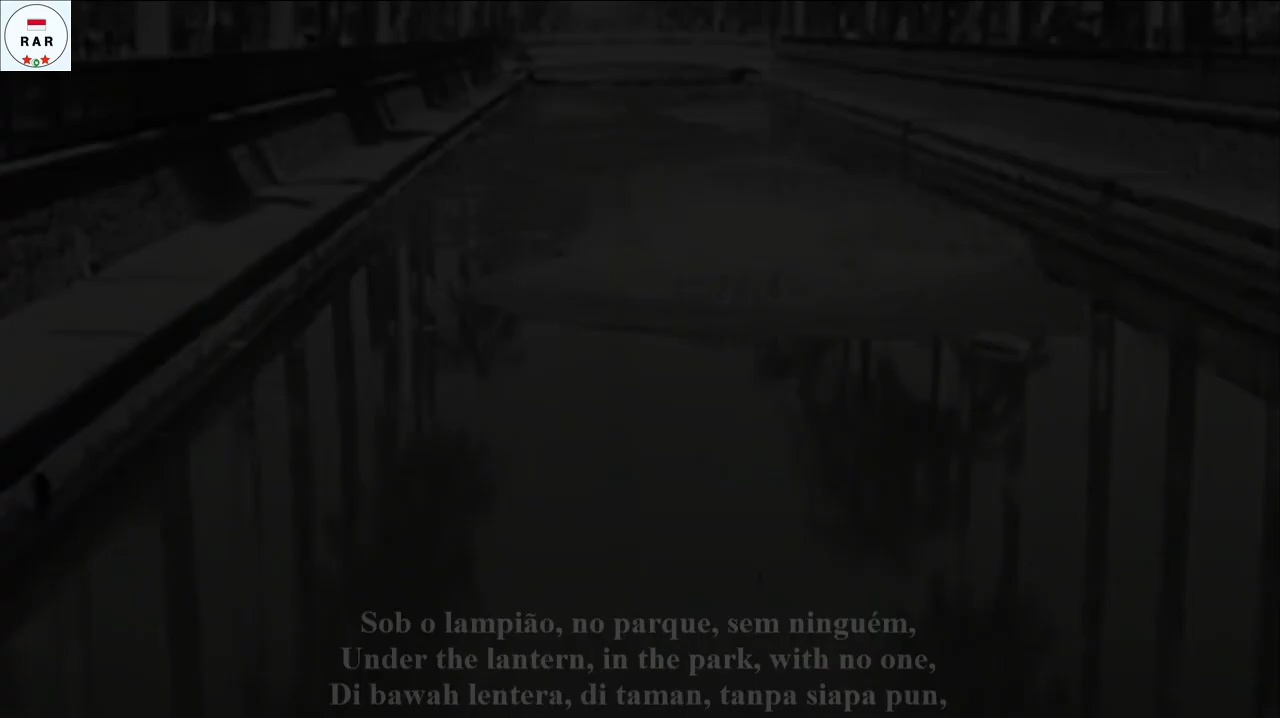 RAR
Sob o lampião, no parque, sem ninguém,
Under the lantern, in the park, with no one,
Di bawah lentera, di taman, tanpa siapa pun,